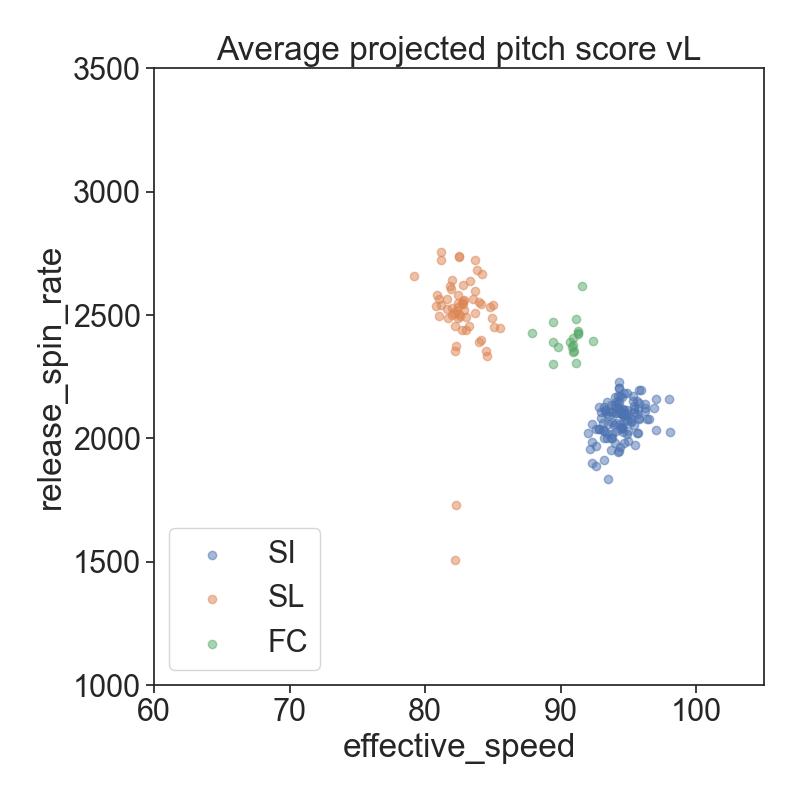 Average projected pitch score vL
3500
3000
2500
2000
1500
1000
release_spin_rate
SI
SL
FC
60 70 80 90 100
effective_speed